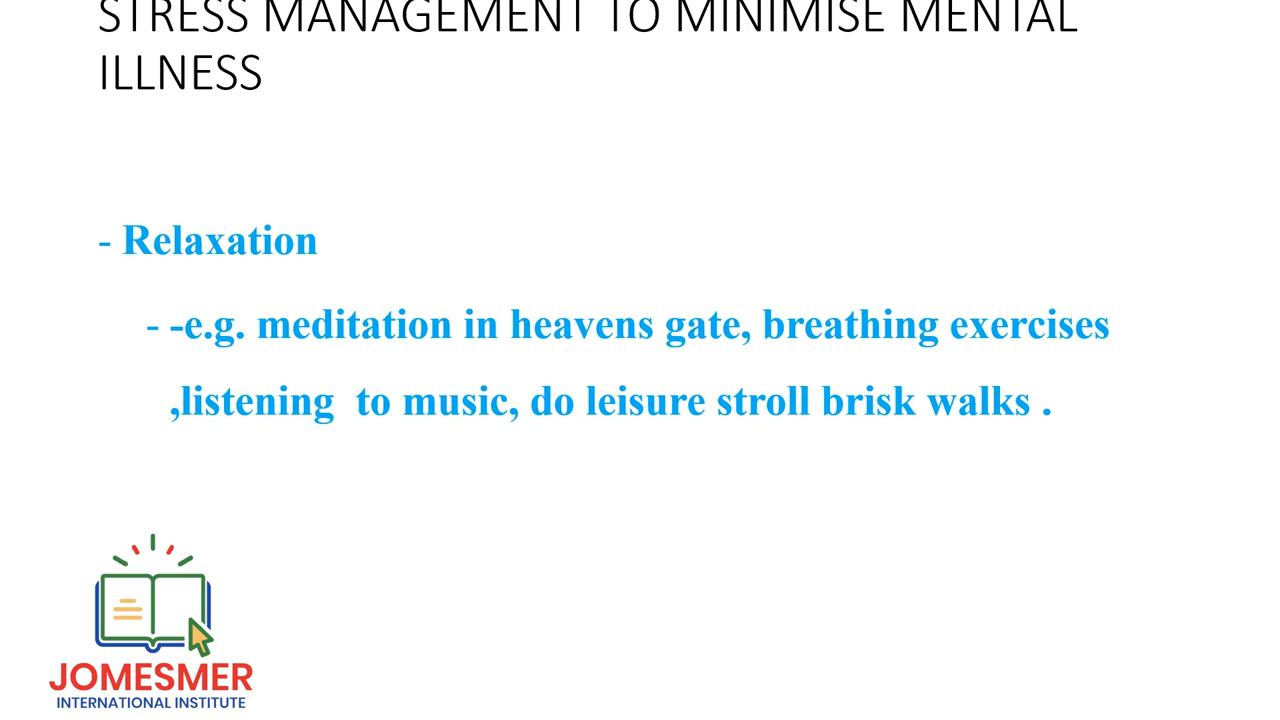 STRESS MANAGEMENT TO MINIMISE MENTAL
ILLNESS
- Relaxation
- -e.g. meditation in heavens gate, breathing exercises
,listening  to music, do leisure stroll brisk walks .
JOMESMER
INTERNATIONAL INSTITUTE